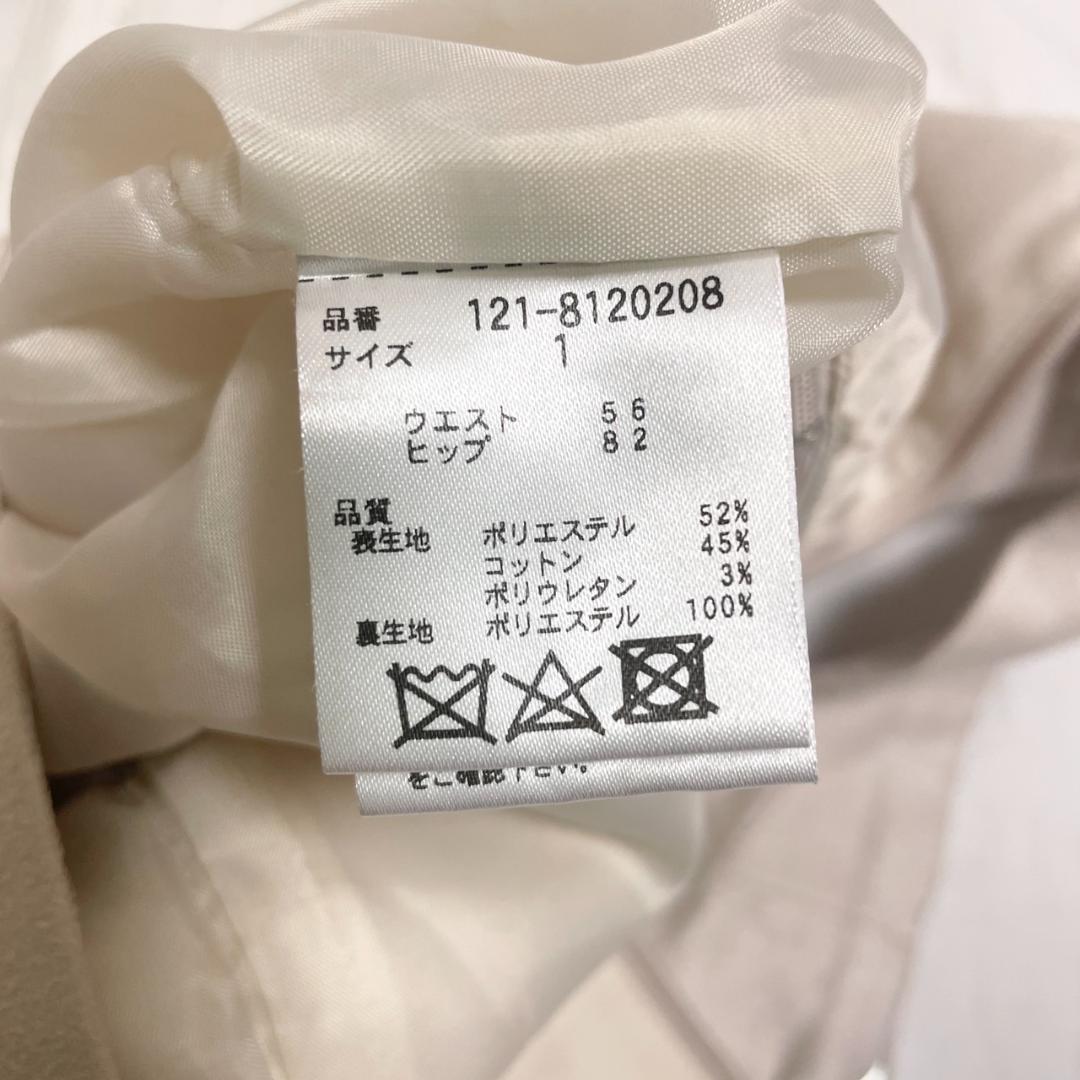 品番 121-8120208
サイズ 1
ウエスト 56
ヒップ 82
品質 52%
表生地 ポリエステル 45%
コットン 3%
ポリウレタン 100%
裏生地 ポリエステル
をご確認下さい。